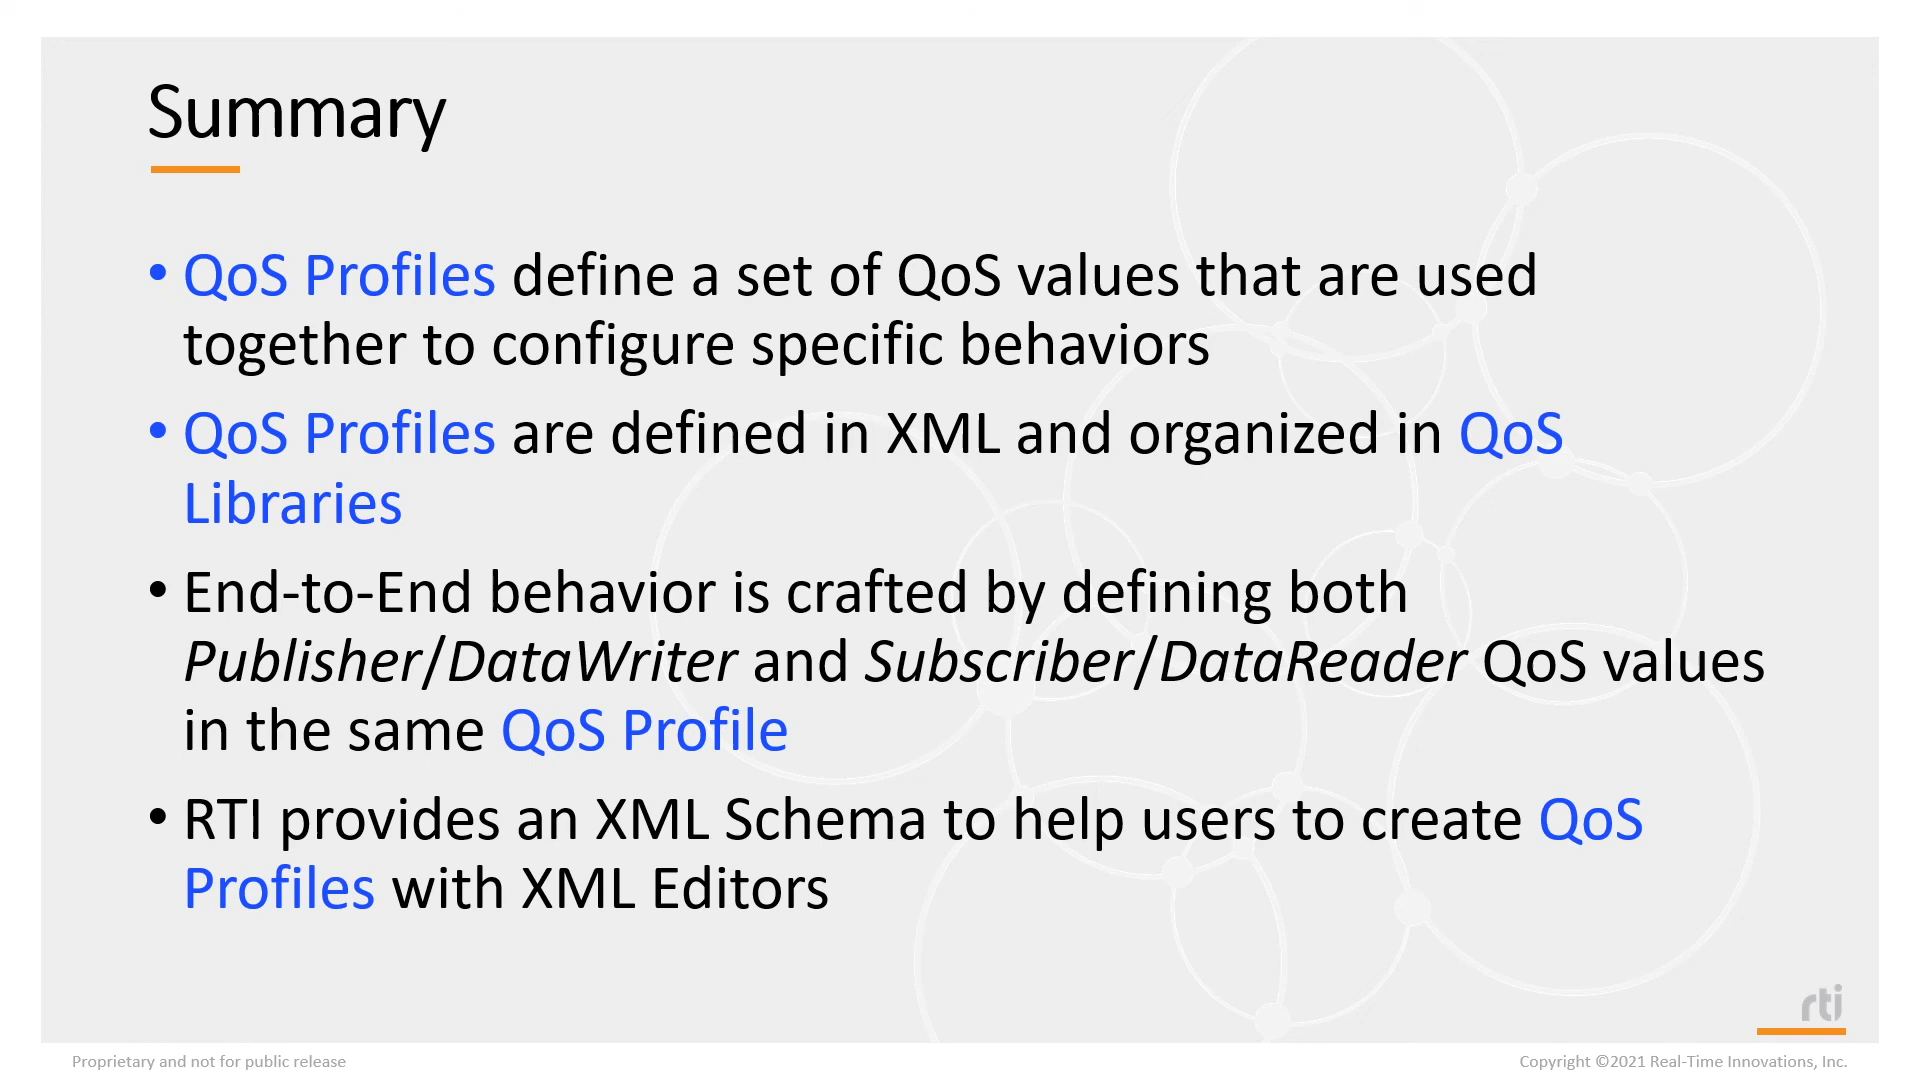 Summary
• QoS Profiles define a set of QoS values that are used
together to configure specific behaviors
• QoS Profiles are defined in XML and organized in QoS
Libraries
• End-to-End behavior is crafted by defining both
Publisher/DataWriter and Subscriber/DataReader QoS values
in the same QoS Profile
• RTI provides an XML Schema to help users to create QoS
Profiles with XML Editors
rti
Proprietary and not for public release
Copyright ©2021 Real-Time Innovations, Inc.